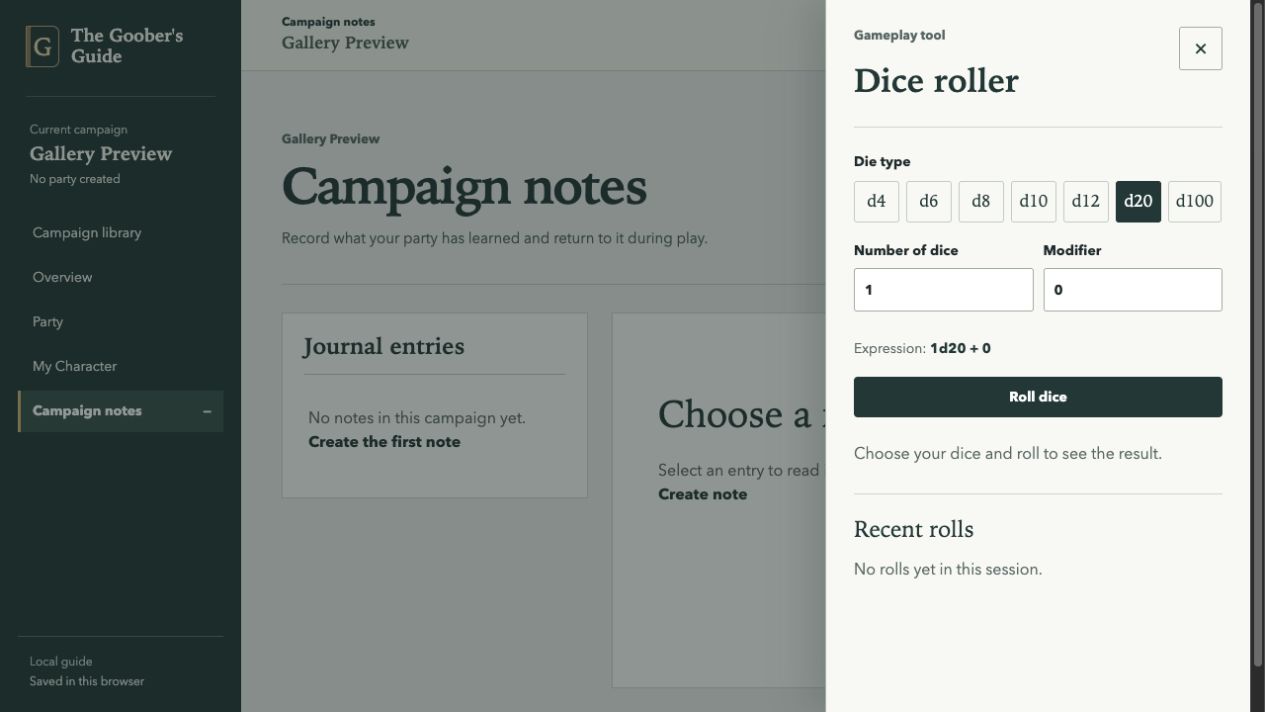 G
The Goober's
Guide
Current campaign
Gallery Preview
No party created
Campaign library
Overview
Party
My Character
Campaign notes –
Local guide
Saved in this browser
Campaign notes
Gallery Preview
Gallery Preview
Campaign notes
Record what your party has learned and return to it during play.
Journal entries
No notes in this campaign yet.
Create the first note
Choose a
Select an entry to read
Create note
Gameplay tool
Dice roller
×
Die type
d4 d6 d8 d10 d12 d20 d100
Number of dice Modifier
1 0
Expression: 1d20 + 0
Roll dice
Choose your dice and roll to see the result.
Recent rolls
No rolls yet in this session.